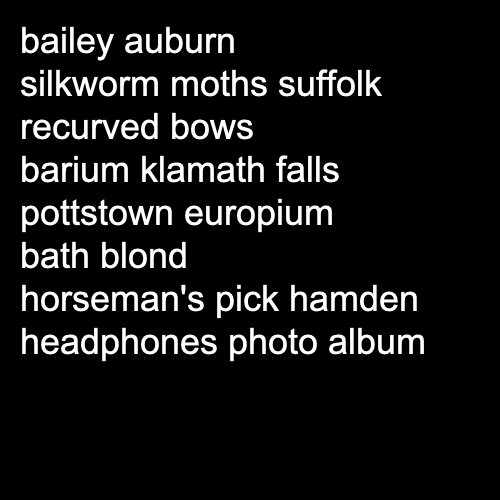 bailey auburn
silkworm moths suffolk
recurved bows
barium klamath falls
pottstown europium
bath blond
horseman's pick hamden
headphones photo album